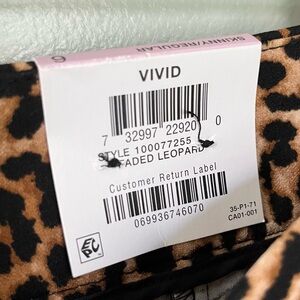 SKINNY/REGULAR
VIVID
7 32997 22920 0
STYLE 100077255
FADED LEOPARD
Customer Return Label
069936746070
35-P1-71
CA01-001